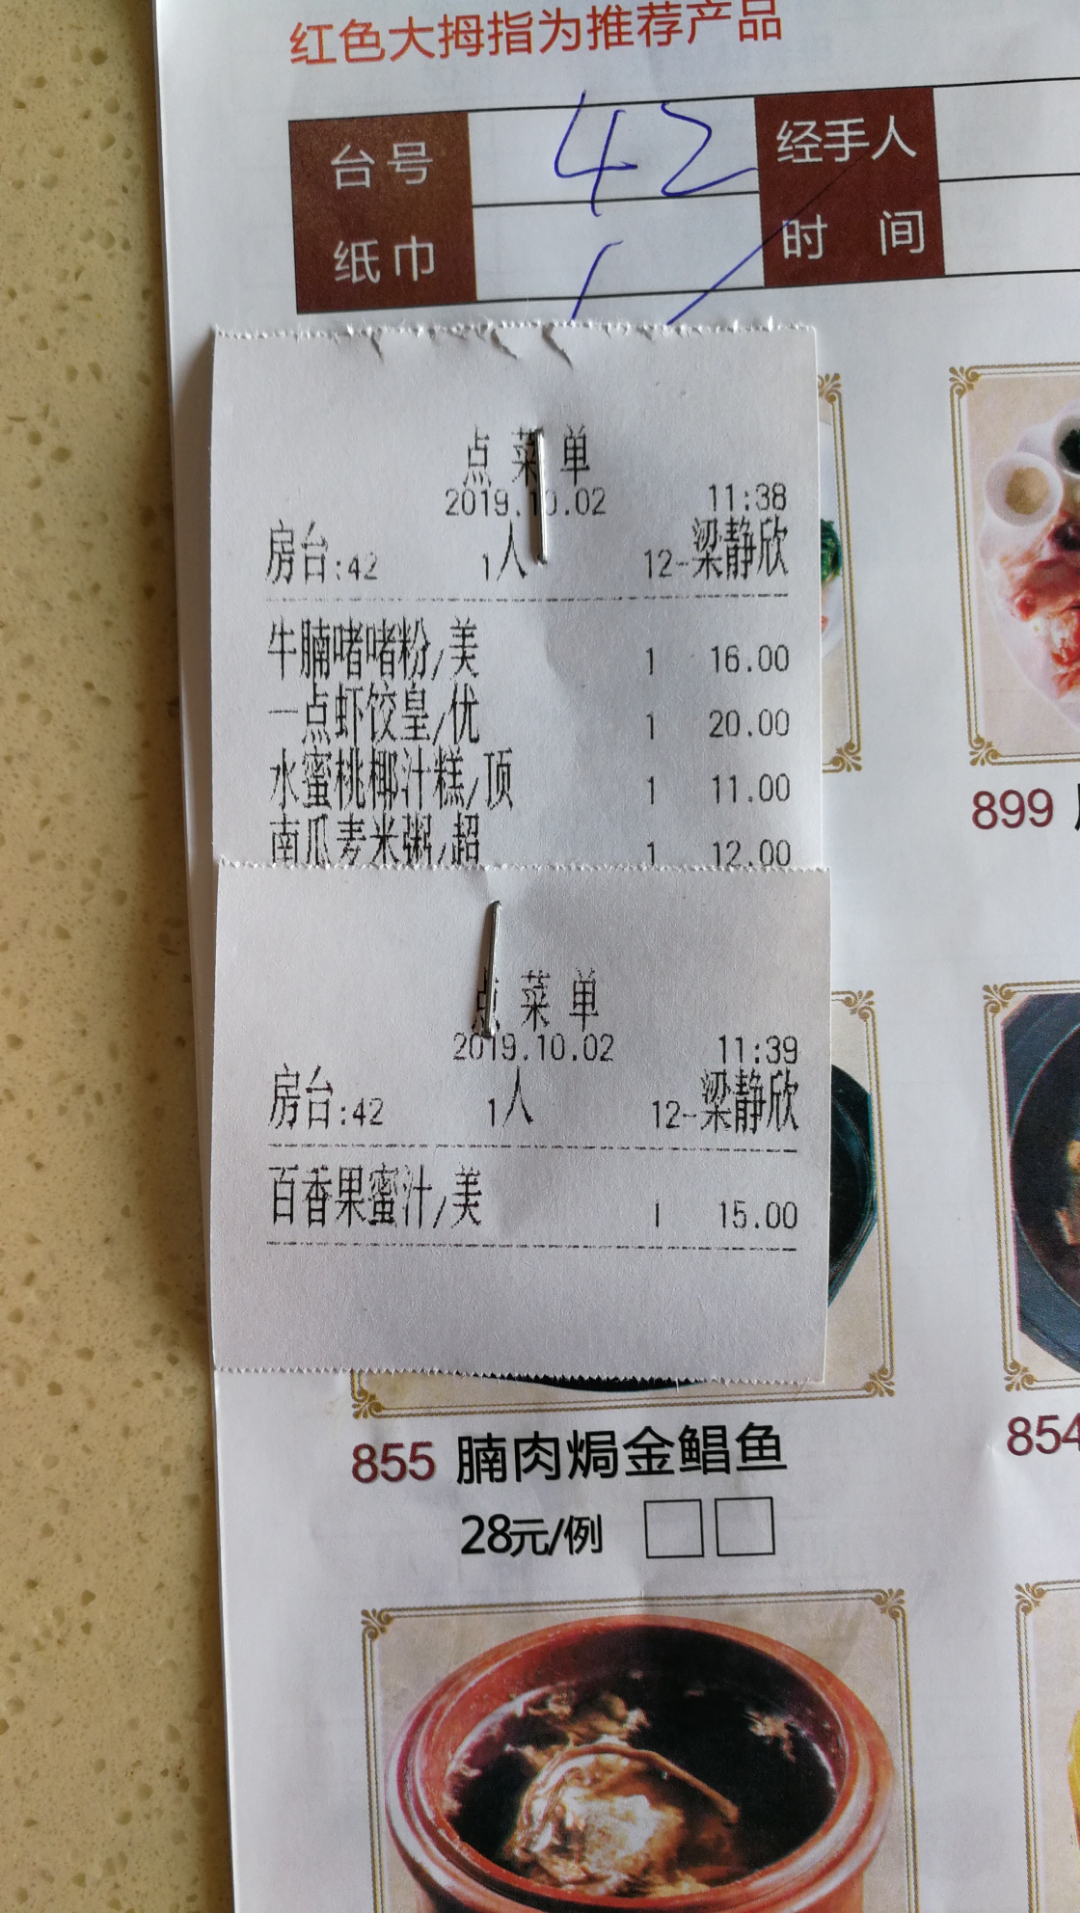 红色大拇指为推荐产品
台号 42 经手人
纸巾 时 间
点菜单
2019.10.02 11:38
房台:42 1人 12-梁静欣
牛腩啫啫粉/美 1 16.00
一点虾饺皇/优 1 20.00
水蜜桃椰汁糕/顶 1 11.00
南瓜麦米粥/超 1 12.00
899
点菜单
2019.10.02 11:39
房台:42 1人 12-梁静欣
百香果蜜汁/美 1 15.00
855 腩肉焗金鲳鱼
28元/例
854